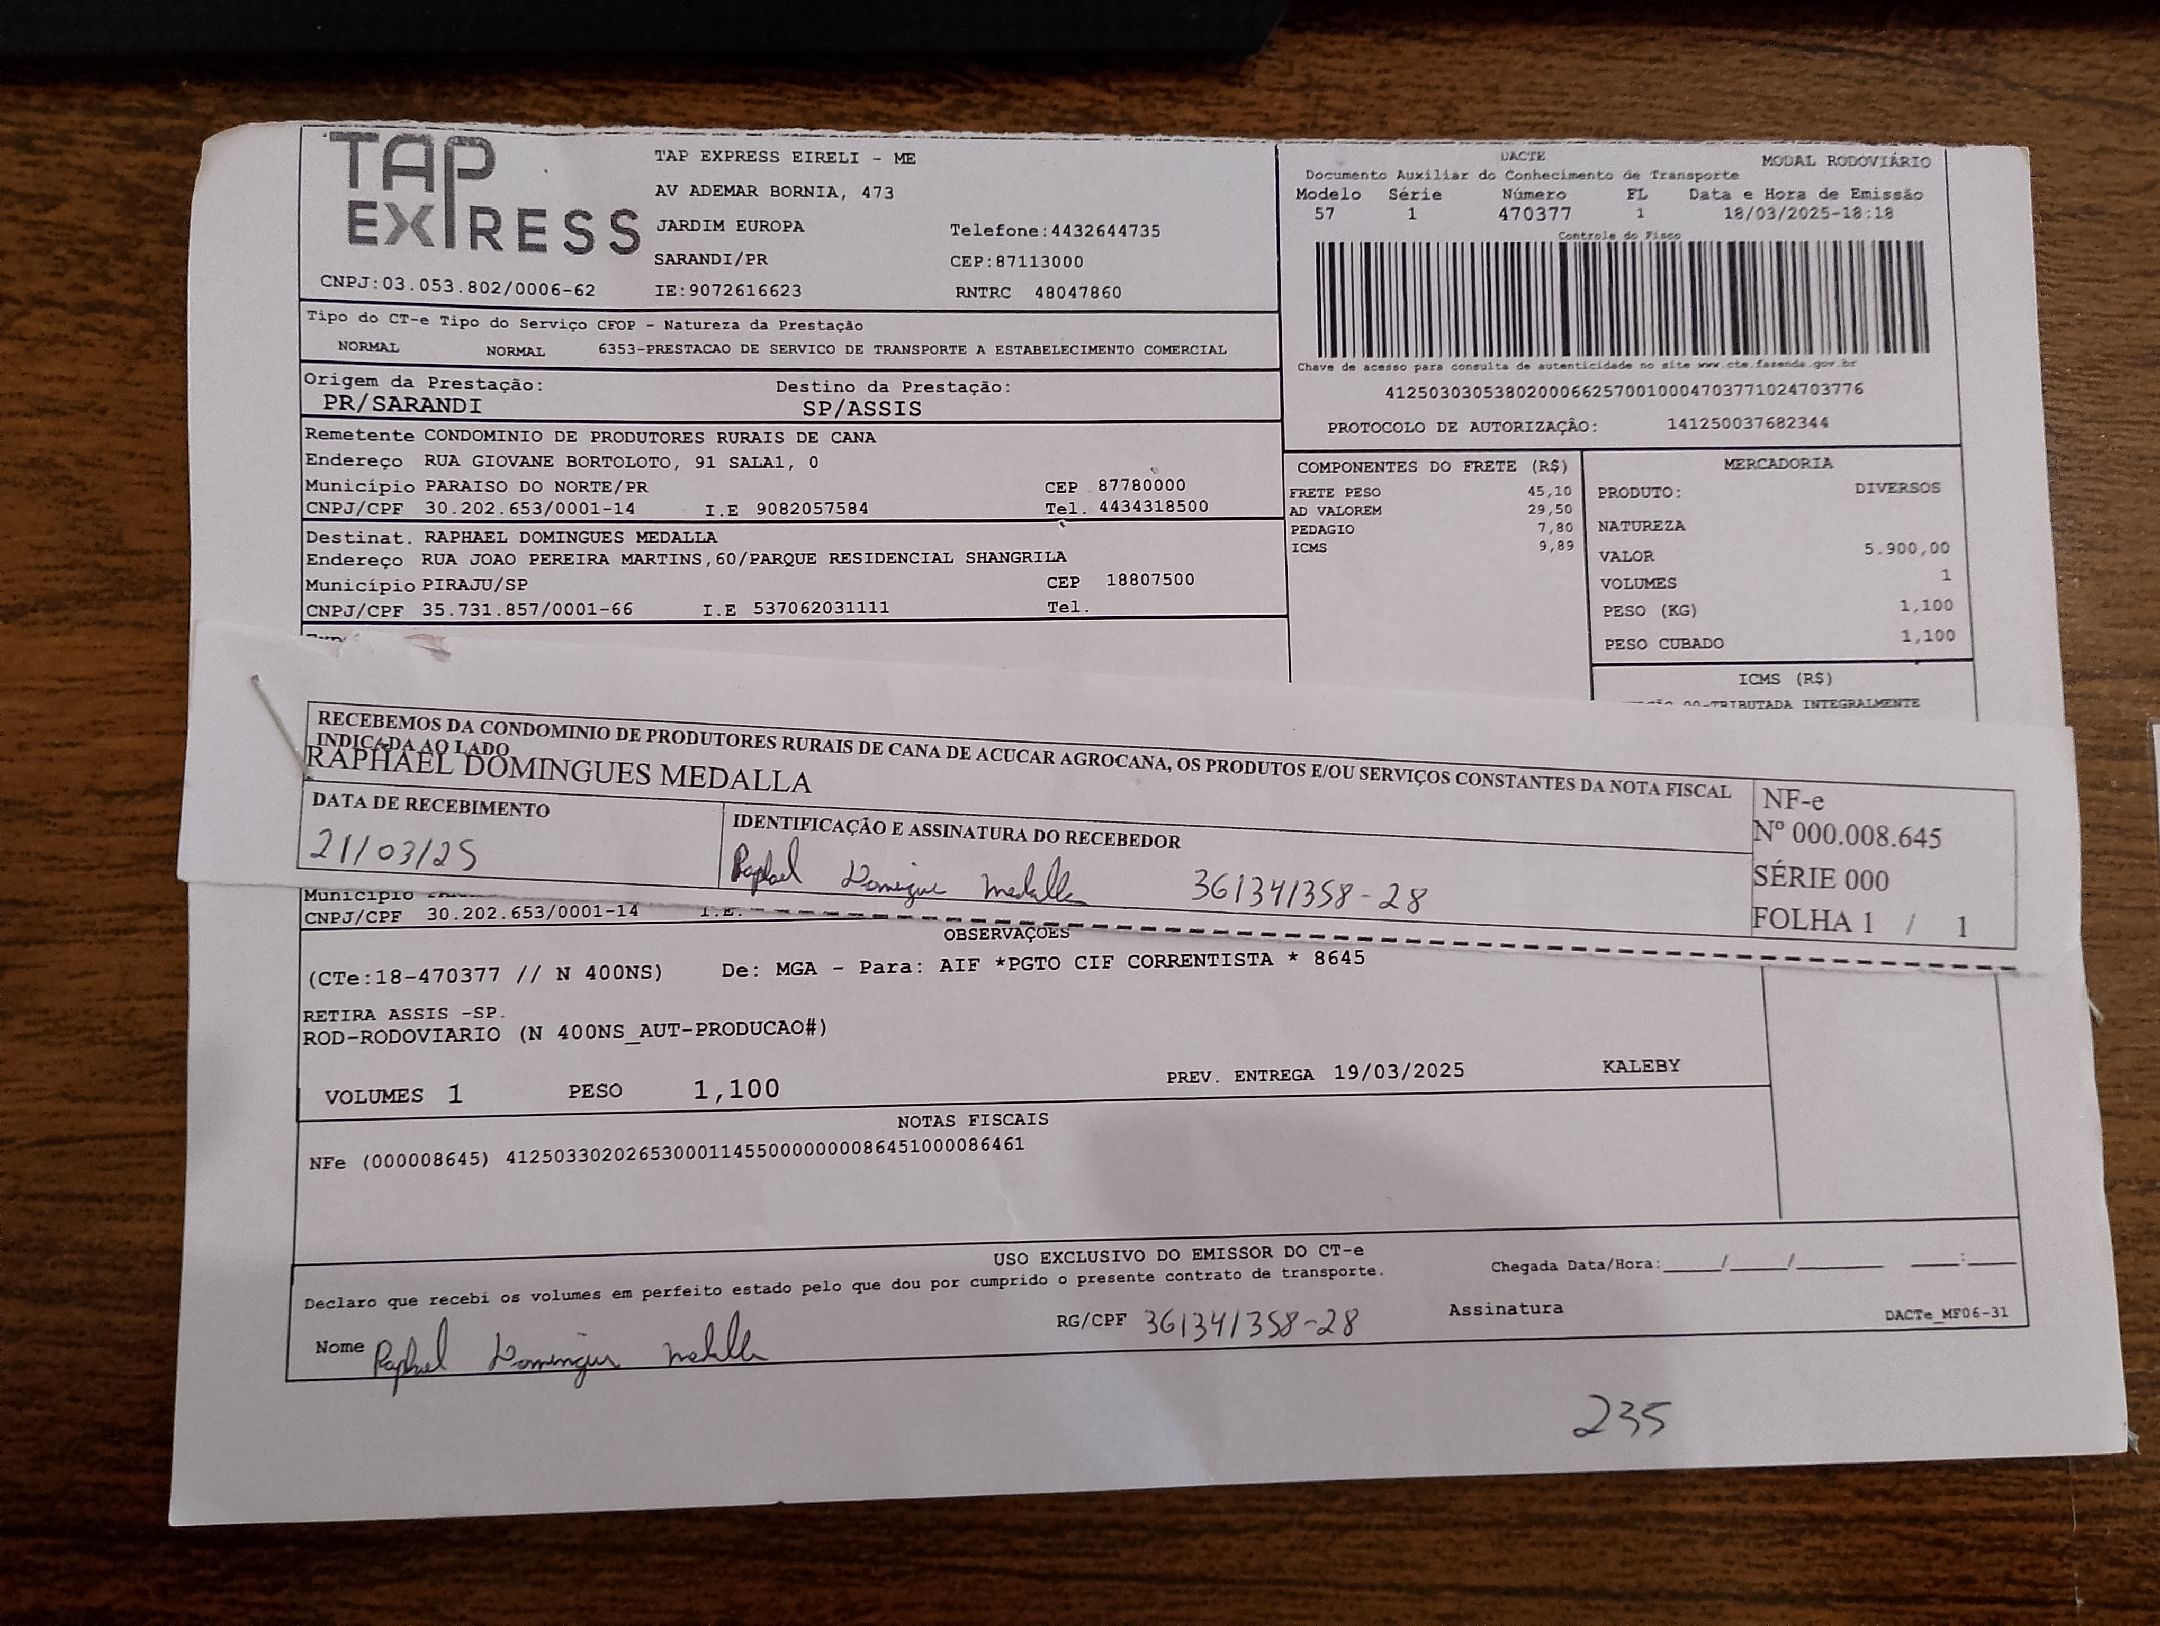 TAP
EXPRESS
TAP EXPRESS EIRELI - ME
AV ADEMAR BORNIA, 473
JARDIM EUROPA Telefone:4432644735
SARANDI/PR CEP:87113000
CNPJ:03.053.802/0006-62 IE:9072616623 RNTRC 48047860
DACTE MODAL RODOVIÁRIO
Documento Auxiliar do Conhecimento de Transporte
Modelo Série Número FL Data e Hora de Emissão
57 1 470377 1 18/03/2025-18:18
Controle do Fisco
Chave de acesso para consulta de autenticidade no site www.cte.fazenda.gov.br
41250303053802000662570010004703771024703776
PROTOCOLO DE AUTORIZAÇÃO: 141250037682344
Tipo do CT-e Tipo do Serviço CFOP - Natureza da Prestação
NORMAL NORMAL 6353-PRESTACAO DE SERVICO DE TRANSPORTE A ESTABELECIMENTO COMERCIAL
Origem da Prestação: Destino da Prestação:
PR/SARANDI SP/ASSIS
Remetente CONDOMINIO DE PRODUTORES RURAIS DE CANA
Endereço RUA GIOVANE BORTOLOTO, 91 SALA1, 0
Município PARAISO DO NORTE/PR CEP 87780000
CNPJ/CPF 30.202.653/0001-14 I.E 9082057584 Tel. 4434318500
Destinat. RAPHAEL DOMINGUES MEDALLA
Endereço RUA JOAO PEREIRA MARTINS,60/PARQUE RESIDENCIAL SHANGRILA
Município PIRAJU/SP CEP 18807500
CNPJ/CPF 35.731.857/0001-66 I.E 537062031111 Tel.
COMPONENTES DO FRETE (R$)
FRETE PESO 45,10
AD VALOREM 29,50
PEDAGIO 7,80
ICMS 9,89
MERCADORIA
PRODUTO: DIVERSOS
NATUREZA
VALOR 5.900,00
VOLUMES 1
PESO (KG) 1,100
PESO CUBADO 1,100
ICMS (R$)
00-TRIBUTADA INTEGRALMENTE
RECEBEMOS DA CONDOMINIO DE PRODUTORES RURAIS DE CANA DE ACUCAR AGROCANA, OS PRODUTOS E/OU SERVIÇOS CONSTANTES DA NOTA FISCAL
INDICADA AO LADO
RAPHAEL DOMINGUES MEDALLA
DATA DE RECEBIMENTO IDENTIFICAÇÃO E ASSINATURA DO RECEBEDOR
21/03/25 Raphael Domingues Medalla 361341358-28
NF-e
Nº 000.008.645
SÉRIE 000
FOLHA 1 / 1
Município
CNPJ/CPF 30.202.653/0001-14 I.E.
OBSERVAÇOES
(CTe:18-470377 // N 400NS) De: MGA - Para: AIF *PGTO CIF CORRENTISTA * 8645
RETIRA ASSIS -SP.
ROD-RODOVIARIO (N 400NS_AUT-PRODUCAO#)
VOLUMES 1 PESO 1,100 PREV. ENTREGA 19/03/2025 KALEBY
NOTAS FISCAIS
NFe (000008645) 41250330202653000114550000000086451000086461
USO EXCLUSIVO DO EMISSOR DO CT-e
Declaro que recebi os volumes em perfeito estado pelo que dou por cumprido o presente contrato de transporte. Chegada Data/Hora:_____/_____/_______ ____:____
Nome Raphael Domingues Medalla RG/CPF 361341358-28 Assinatura DACTe_MF06-31
235